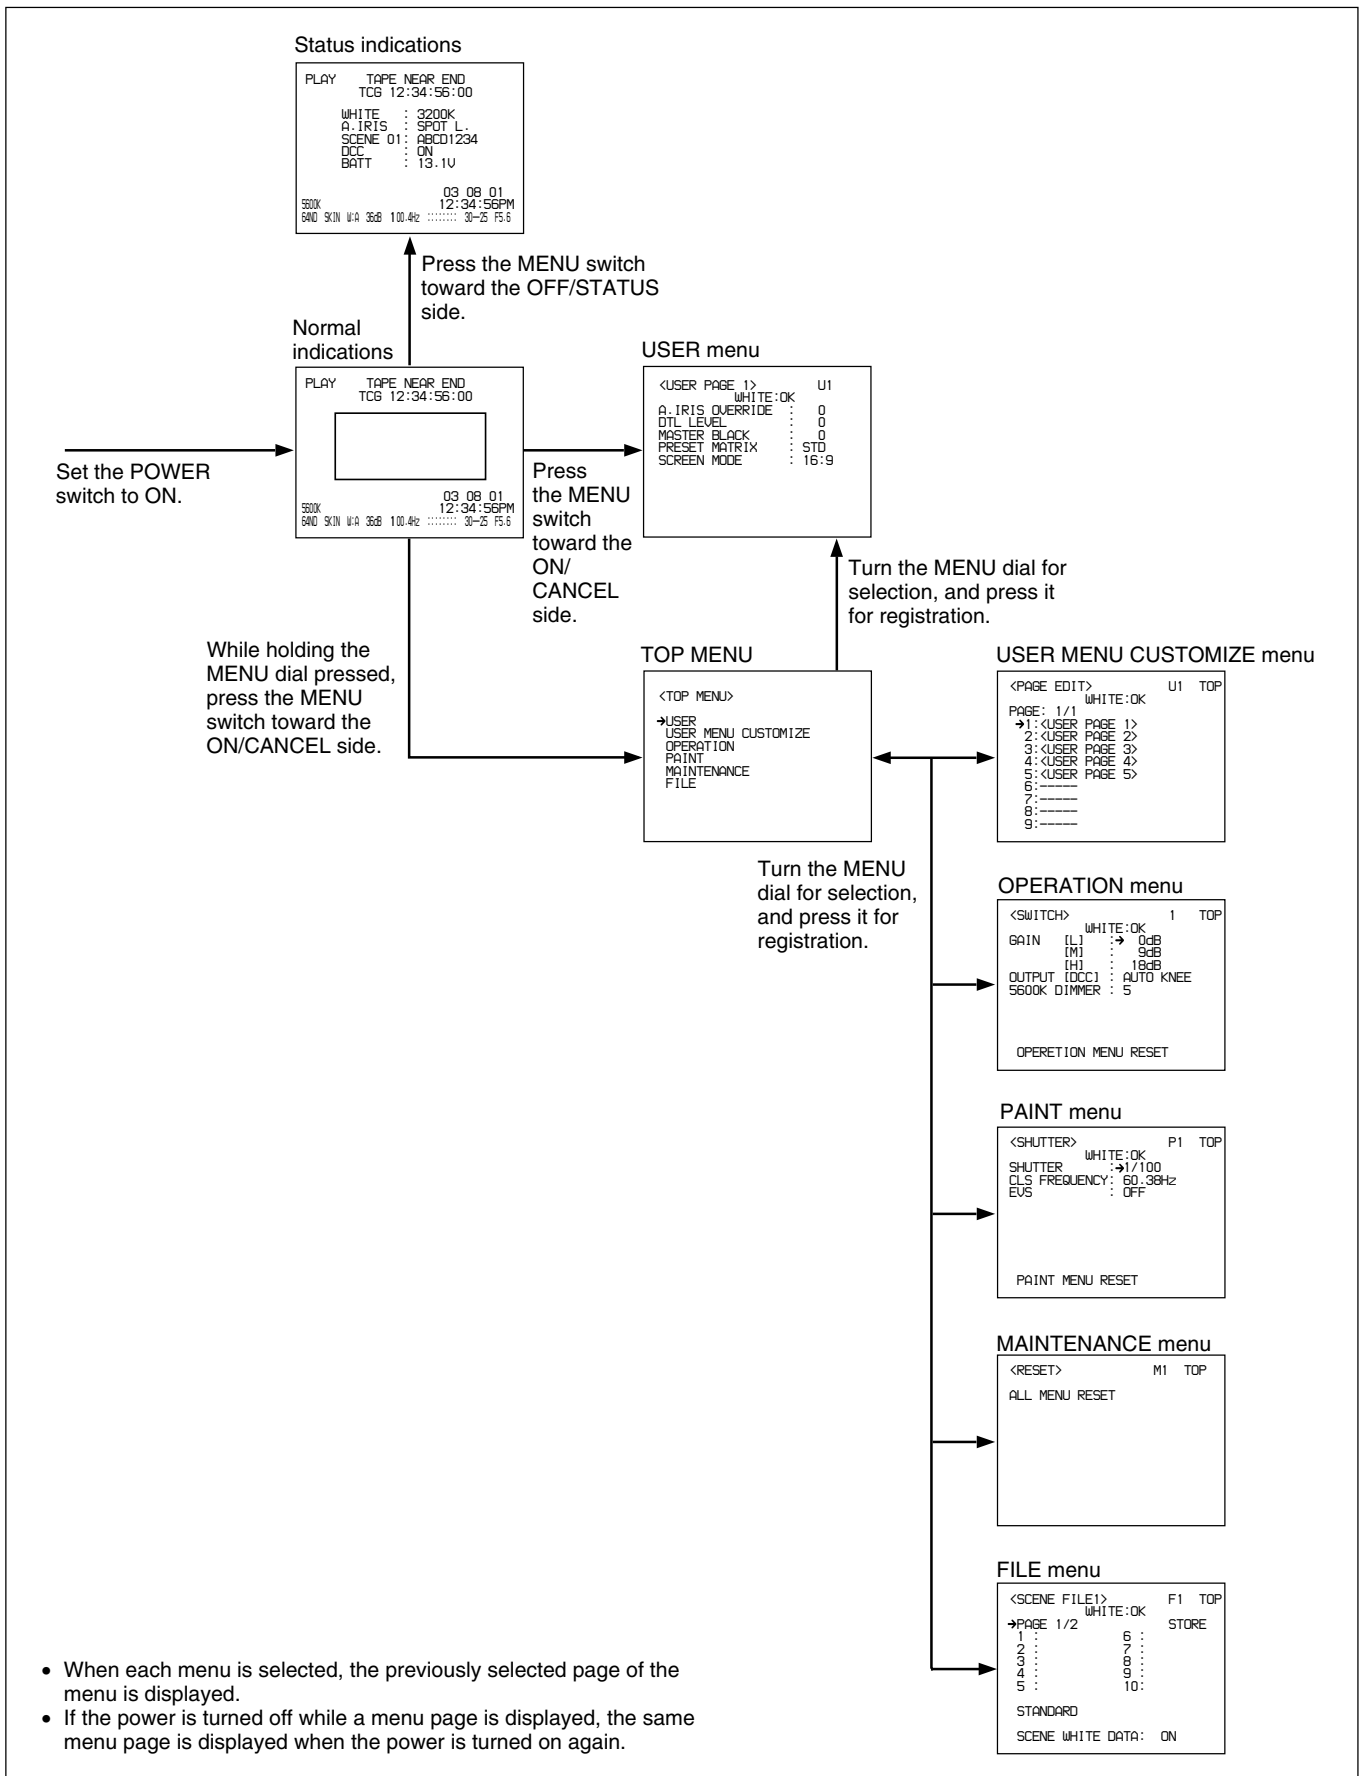 Status indications
PLAY TAPE NEAR END
TCG 12:34:56:00
WHITE : 3200K
A.IRIS : SPOT L.
SCENE 01: ABCD1234
DCC : ON
BATT : 13.1V
03 08 01
5600K 12:34:56PM
64ND SKIN W:A 36dB 100.4Hz :::::::: 30-25 F5.6
Press the MENU switch
toward the OFF/STATUS
side.
Normal
indications
PLAY TAPE NEAR END
TCG 12:34:56:00
03 08 01
5600K 12:34:56PM
64ND SKIN W:A 36dB 100.4Hz :::::::: 30-25 F5.6
Set the POWER
switch to ON.
Press
the MENU
switch
toward the
ON/
CANCEL
side.
USER menu
<USER PAGE 1> U1
WHITE:OK
A.IRIS OVERRIDE : 0
DTL LEVEL : 0
MASTER BLACK : 0
PRESET MATRIX : STD
SCREEN MODE : 16:9
Turn the MENU dial for
selection, and press it
for registration.
While holding the
MENU dial pressed,
press the MENU
switch toward the
ON/CANCEL side.
TOP MENU
<TOP MENU>
→USER
USER MENU CUSTOMIZE
OPERATION
PAINT
MAINTENANCE
FILE
Turn the MENU
dial for selection,
and press it for
registration.
USER MENU CUSTOMIZE menu
<PAGE EDIT> U1 TOP
WHITE:OK
PAGE: 1/1
→1:<USER PAGE 1>
2:<USER PAGE 2>
3:<USER PAGE 3>
4:<USER PAGE 4>
5:<USER PAGE 5>
6:-----
7:-----
8:-----
9:-----
OPERATION menu
<SWITCH> 1 TOP
WHITE:OK
GAIN [L] :→ 0dB
[M] : 9dB
[H] : 18dB
OUTPUT [DCC] : AUTO KNEE
5600K DIMMER : 5
OPERETION MENU RESET
PAINT menu
<SHUTTER> P1 TOP
WHITE:OK
SHUTTER :→1/100
CLS FREQUENCY: 60.38Hz
EVS : OFF
PAINT MENU RESET
MAINTENANCE menu
<RESET> M1 TOP
ALL MENU RESET
FILE menu
<SCENE FILE1> F1 TOP
WHITE:OK
→PAGE 1/2 STORE
1 : 6 :
2 : 7 :
3 : 8 :
4 : 9 :
5 : 10:
STANDARD
SCENE WHITE DATA: ON
• When each menu is selected, the previously selected page of the
menu is displayed.
• If the power is turned off while a menu page is displayed, the same
menu page is displayed when the power is turned on again.